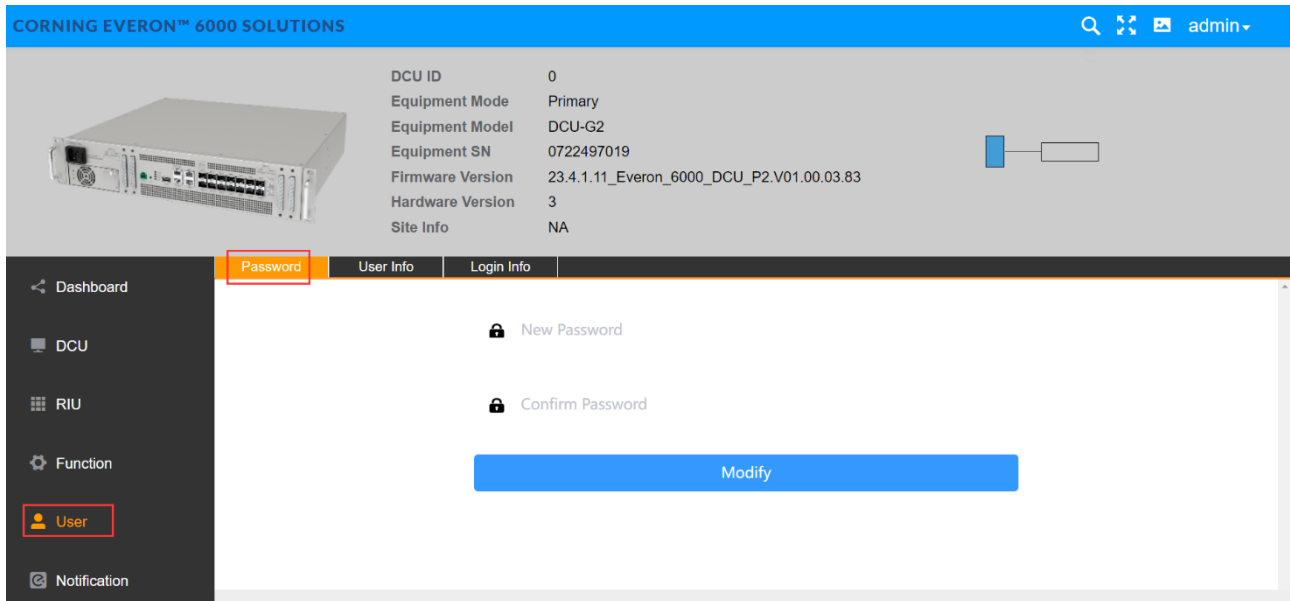 CORNING EVERON™ 6000 SOLUTIONS
admin
DCU ID 0
Equipment Mode Primary
Equipment Model DCU-G2
Equipment SN 0722497019
Firmware Version 23.4.1.11_Everon_6000_DCU_P2.V01.00.03.83
Hardware Version 3
Site Info NA
Password User Info Login Info
Dashboard
DCU
RIU
Function
User
Notification
New Password
Confirm Password
Modify